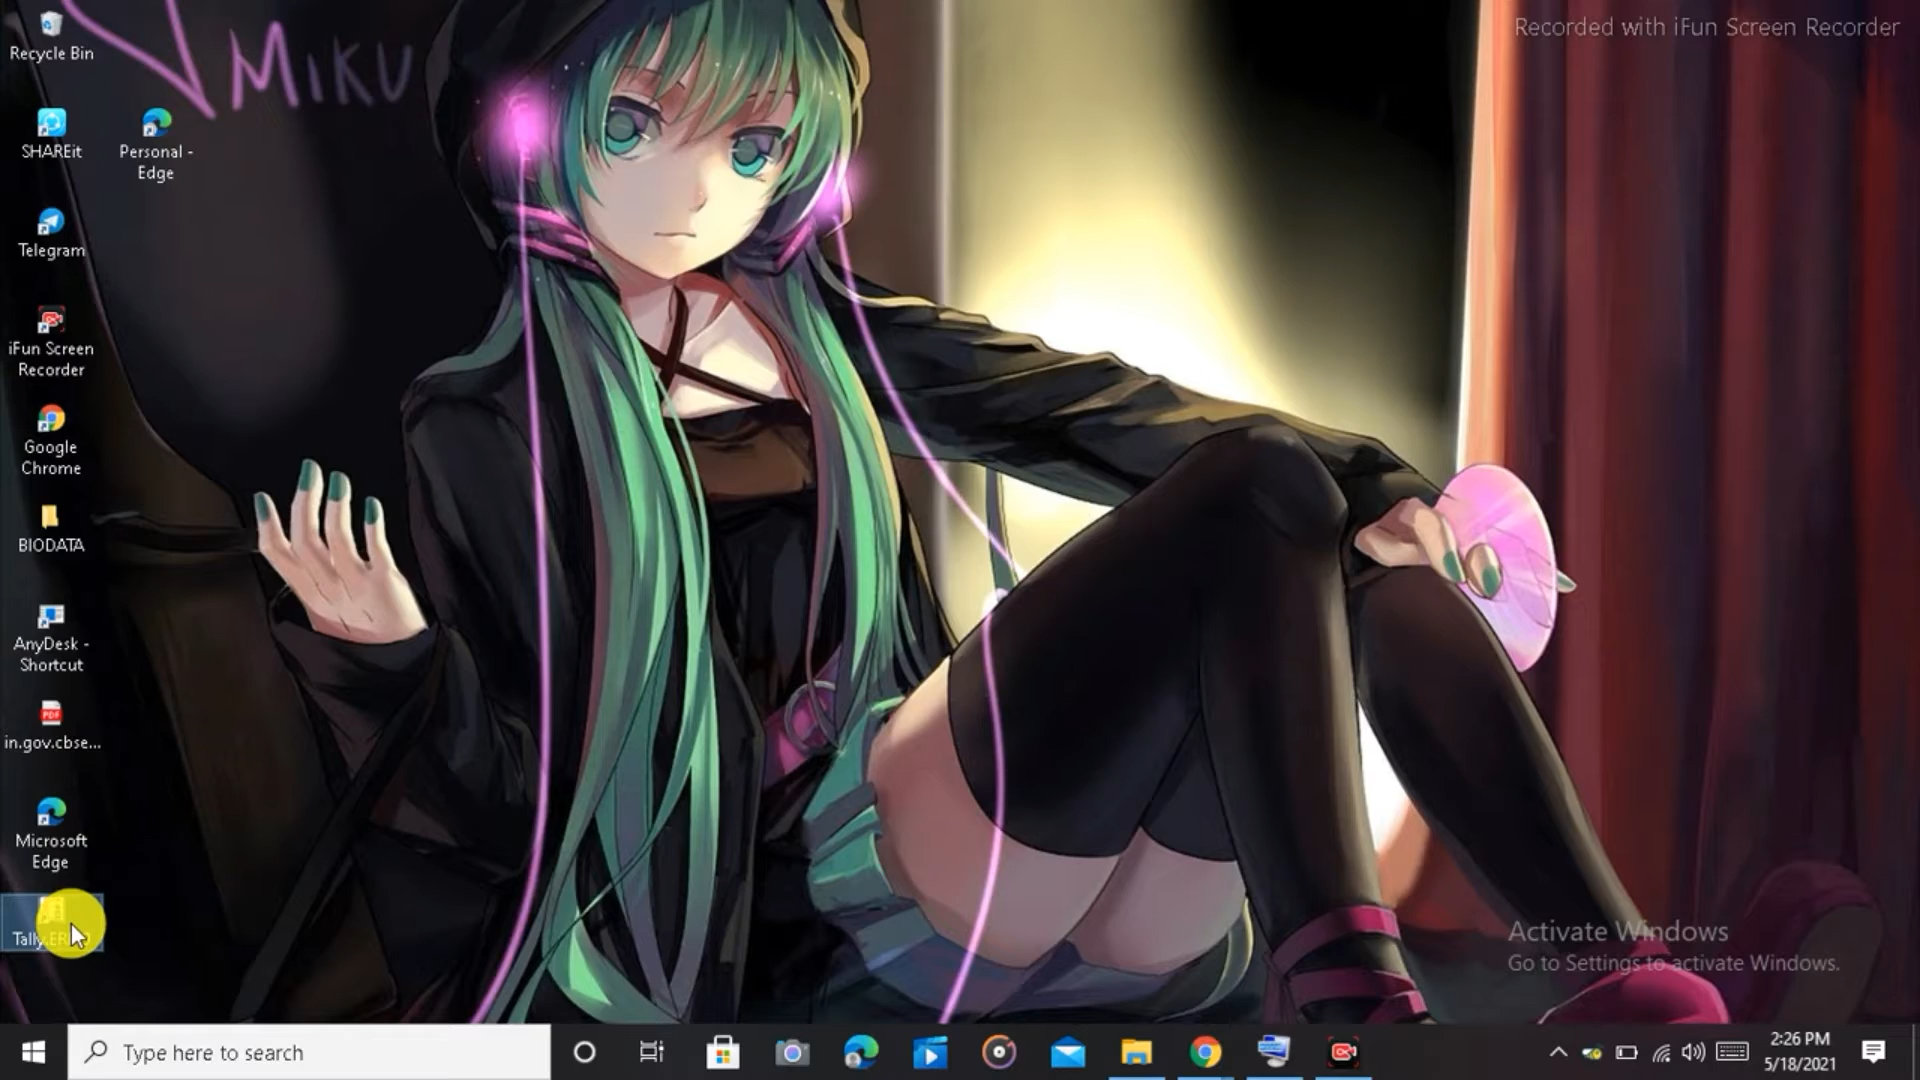 MIKU
Recorded with iFun Screen Recorder
Recycle Bin
SHAREit
Personal -
Edge
Telegram
iFun Screen
Recorder
Google
Chrome
BIODATA
AnyDesk -
Shortcut
PDF
in.gov.cbse...
Microsoft
Edge
Activate Windows
Go to Settings to activate Windows.
Type here to search
2:26 PM
5/18/2021